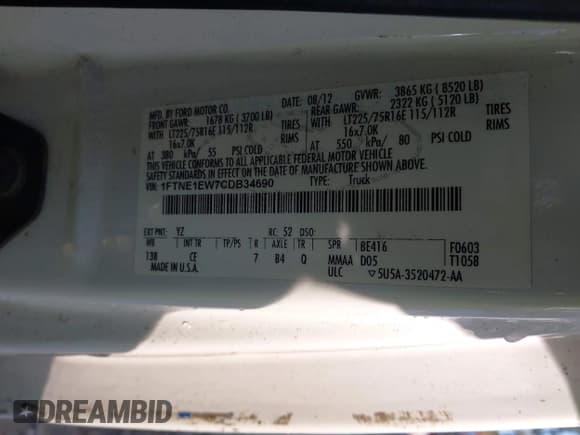 MFD. BY FORD MOTOR CO.
DATE: 08/12 GVWR: 3865 KG ( 8520 LB)
FRONT GAWR: 1678 KG ( 3700 LB) REAR GAWR: 2322 KG ( 5120 LB)
WITH LT225/75R16E 115/112R TIRES WITH LT225/75R16E 115/112R TIRES
16x7.0K RIMS 16x7.0K RIMS
AT 380 kPa/ 55 PSI COLD AT 550 kPa/ 80 PSI COLD
THIS VEHICLE CONFORMS TO ALL APPLICABLE FEDERAL MOTOR VEHICLE
SAFETY STANDARDS IN EFFECT ON THE DATE OF MANUFACTURE SHOWN ABOVE.
VIN: 1FTNE1EW7CDB34690 TYPE: Truck
EXT PNT: YZ RC: 52 DSO:
WB INT TR TP/PS R AXLE TR SPR BE416 F0603
138 CE 7 B4 Q MMAA D05 T1058
MADE IN U.S.A. ULC ▽5U5A-3520472-AA
DREAMBID